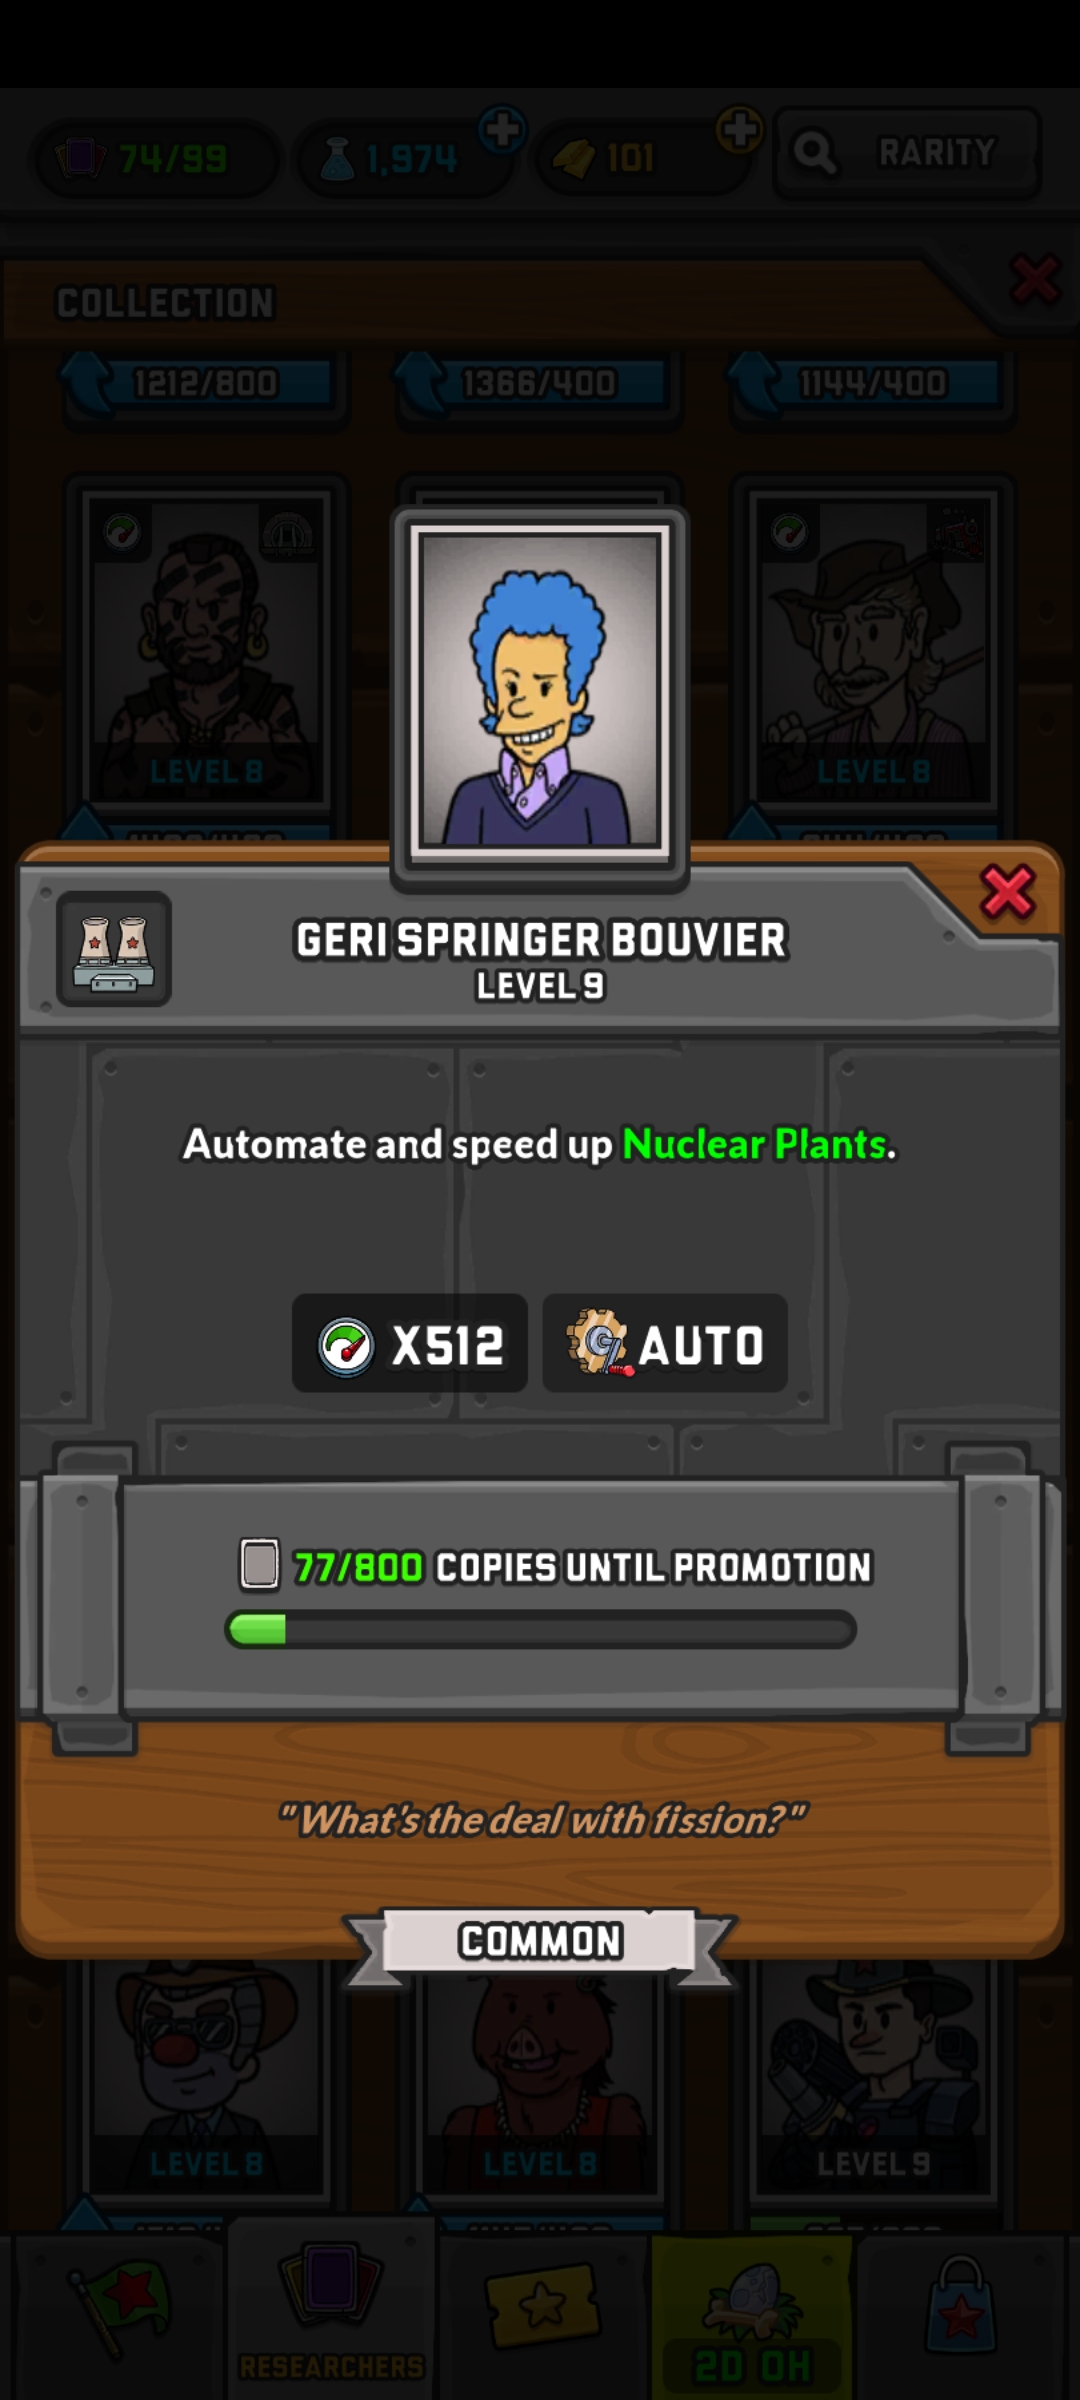 74/99
1,974
101
RARITY
COLLECTION
1212/800
1366/400
1144/400
LEVEL 8
LEVEL 8
GERI SPRINGER BOUVIER
LEVEL 9
Automate and speed up Nuclear Plants.
X512
AUTO
77/800 COPIES UNTIL PROMOTION
"What's the deal with fission?"
COMMON
LEVEL 8
LEVEL 8
LEVEL 9
RESEARCHERS
2D 0H